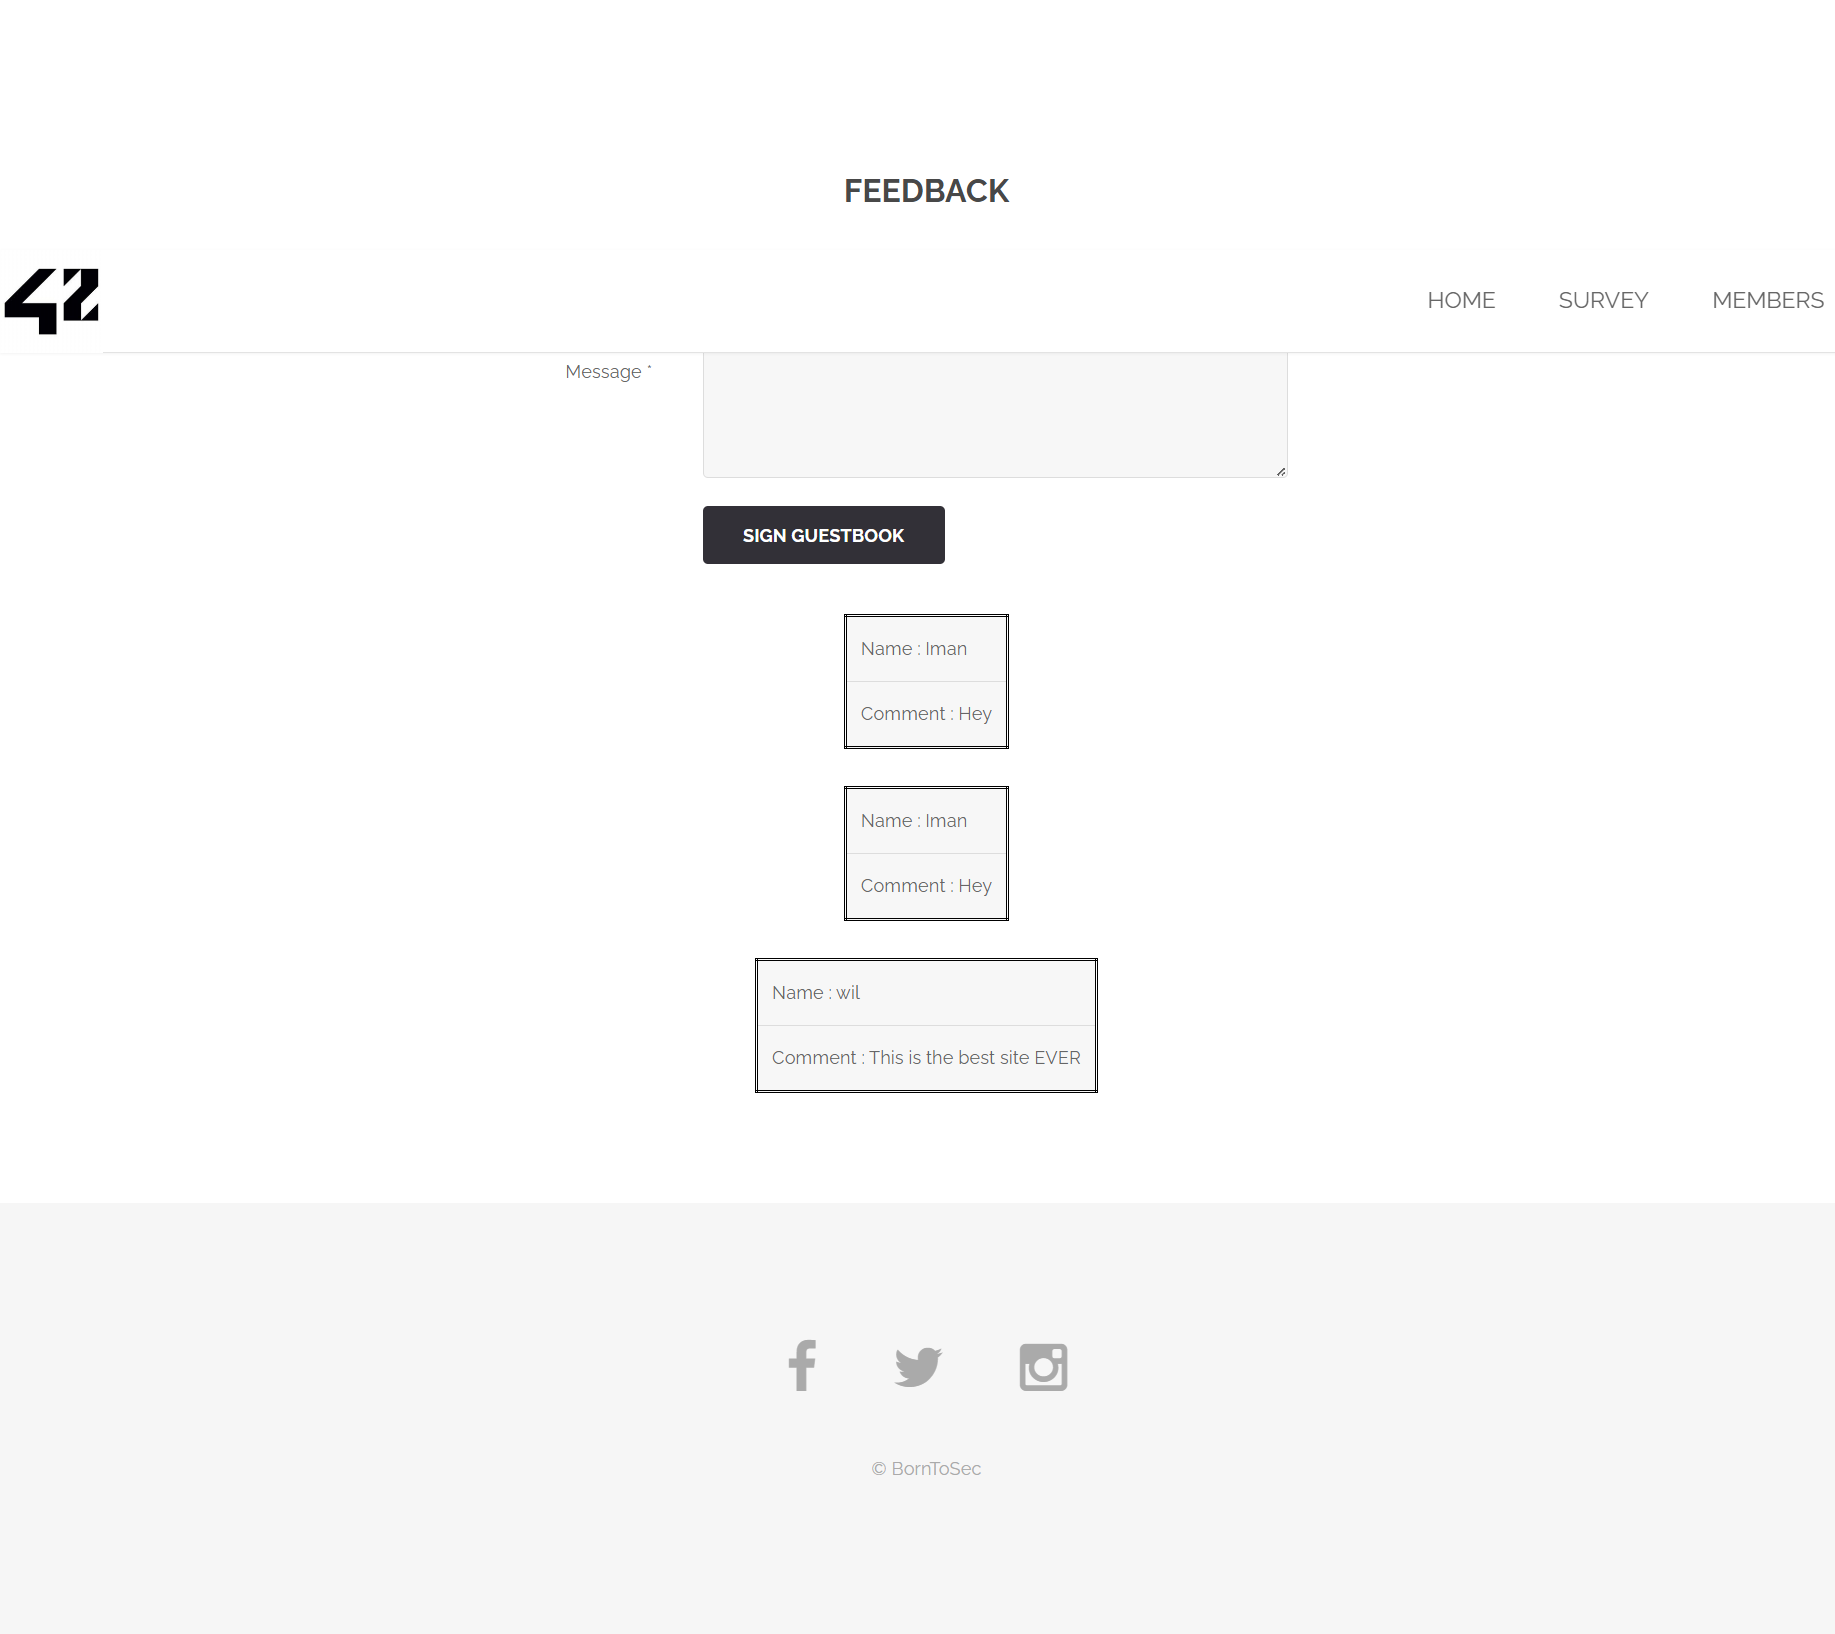 FEEDBACK
42
HOME SURVEY MEMBERS
Message *
SIGN GUESTBOOK
Name : Iman
Comment : Hey
Name : Iman
Comment : Hey
Name : wil
Comment : This is the best site EVER
© BornToSec